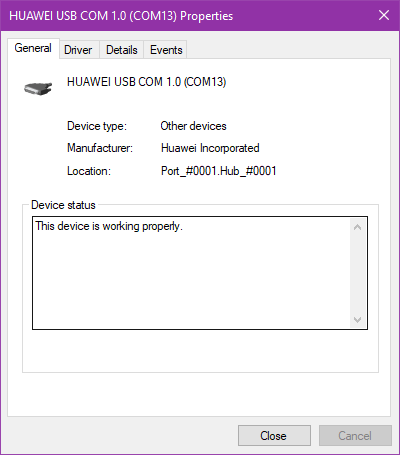 HUAWEI USB COM 1.0 (COM13) Properties
General Driver Details Events
HUAWEI USB COM 1.0 (COM13)
Device type: Other devices
Manufacturer: Huawei Incorporated
Location: Port_#0001.Hub_#0001
Device status
This device is working properly.
Close Cancel